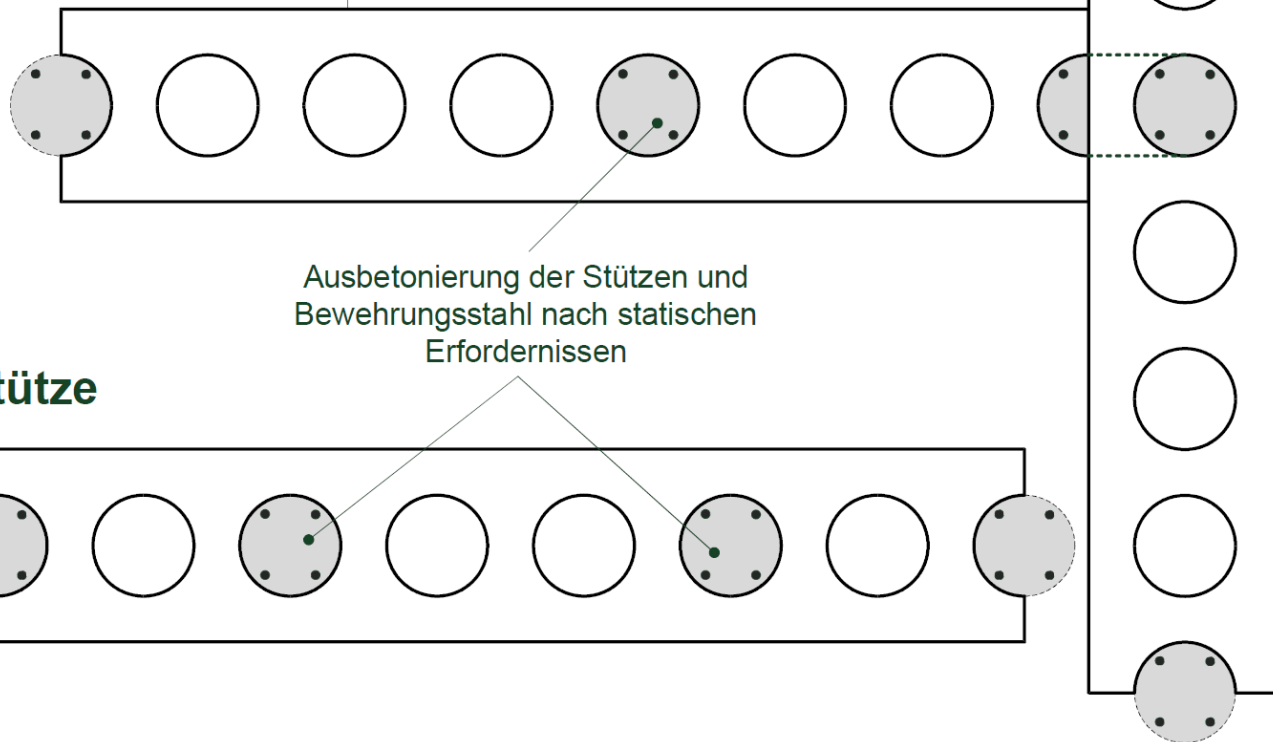 Ausbetonierung der Stützen und
Bewehrungsstahl nach statischen
Erfordernissen
tütze